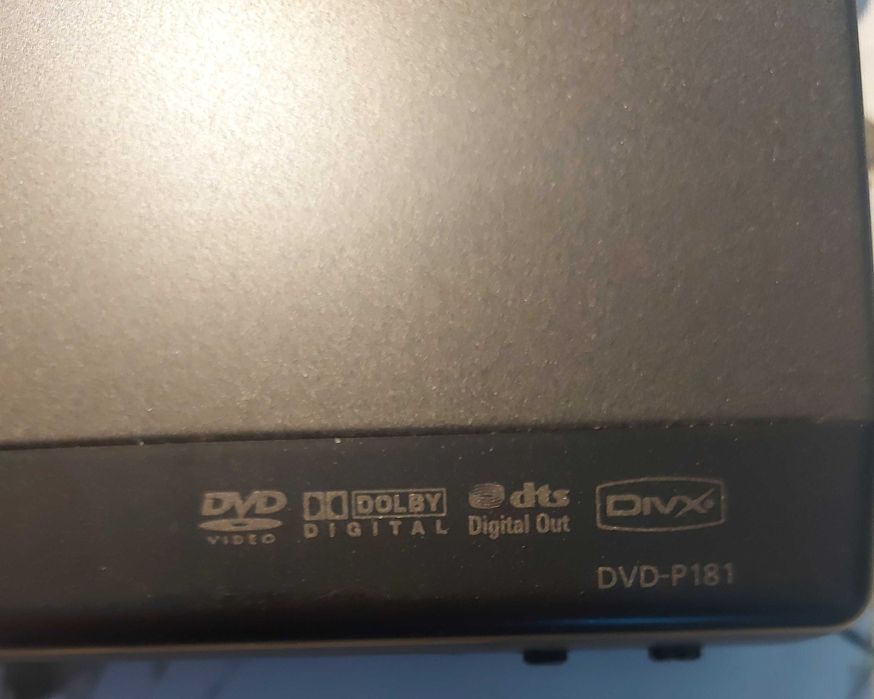 DVD VIDEO DOLBY DIGITAL dts Digital Out DIVX
DVD-P181